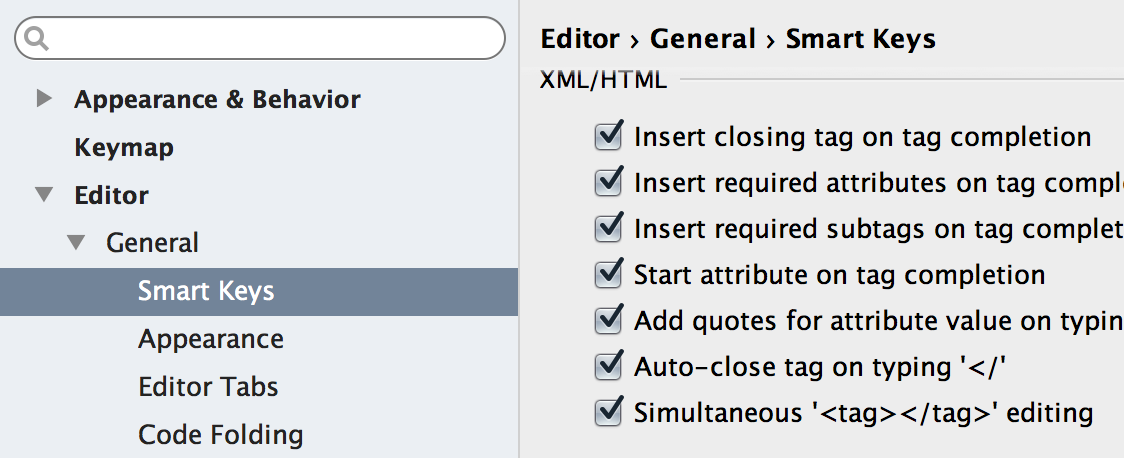 Appearance & Behavior
Keymap
Editor
General
Smart Keys
Appearance
Editor Tabs
Code Folding
Editor › General › Smart Keys
XML/HTML
Insert closing tag on tag completion
Insert required attributes on tag comple
Insert required subtags on tag complet
Start attribute on tag completion
Add quotes for attribute value on typin
Auto-close tag on typing '</'
Simultaneous '<tag></tag>' editing